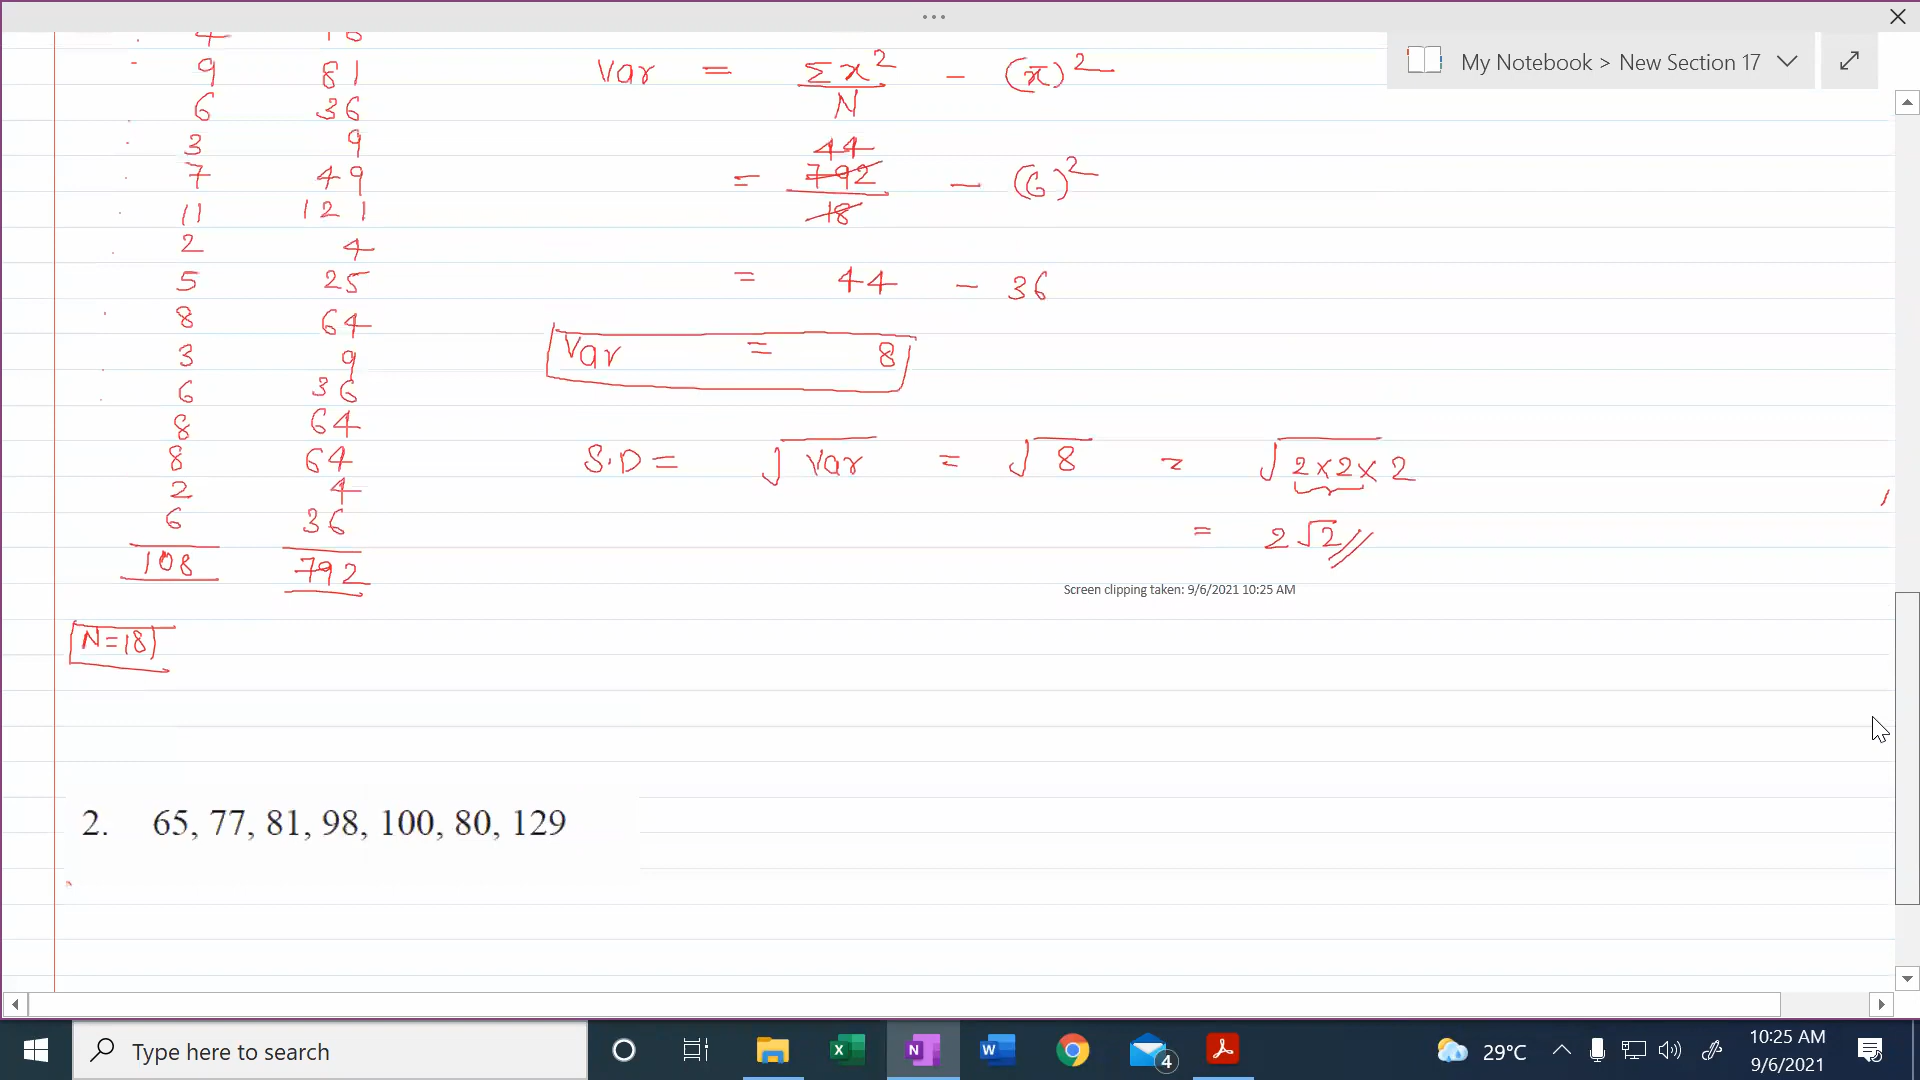 My Notebook > New Section 17
4 16
9 81
6 36
3 9
7 49
11 121
2 4
5 25
8 64
3 9
6 36
8 64
8 64
2 4
6 36
108 792
N=18
Var = Σx² / N - (x̄)²
44
= 792 / 18 - (6)²
= 44 - 36
Var = 8
S.D = √Var = √8 = √2×2×2
= 2√2
Screen clipping taken: 9/6/2021 10:25 AM
2. 65, 77, 81, 98, 100, 80, 129
Type here to search
4
29°C
10:25 AM
9/6/2021